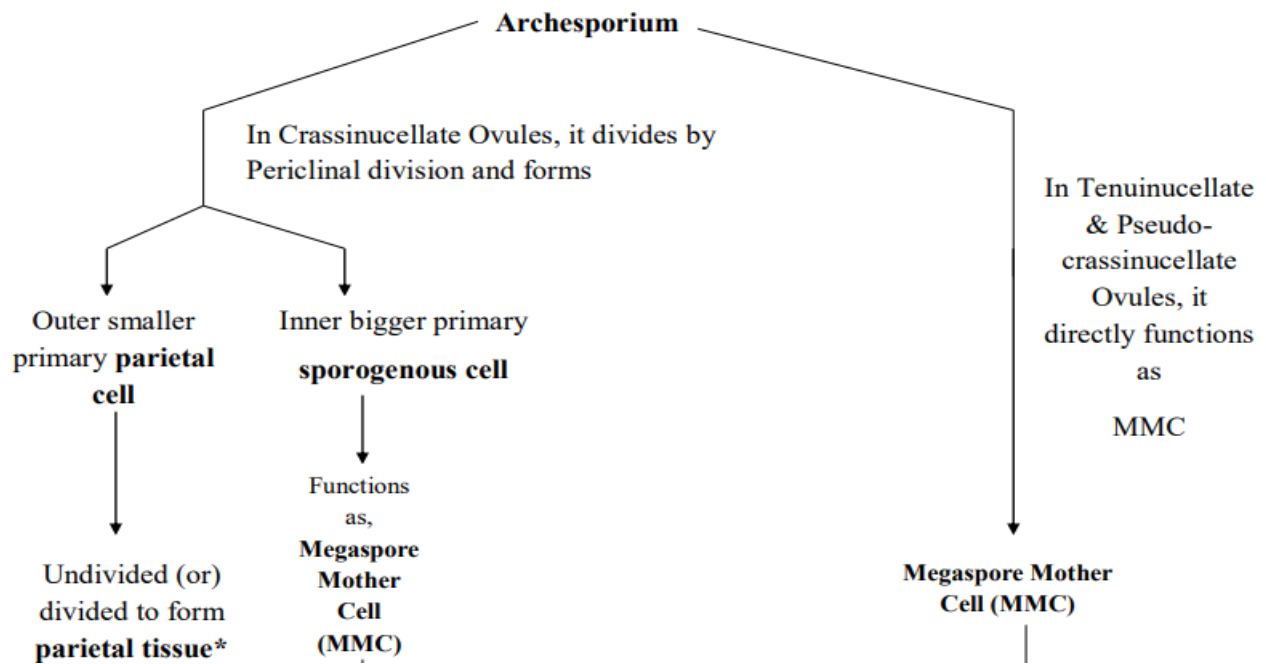 Archesporium
In Crassinucellate Ovules, it divides by
Periclinal division and forms
In Tenuinucellate
& Pseudo-
crassinucellate
Ovules, it
directly functions
as
MMC
Outer smaller
primary parietal
cell
Inner bigger primary
sporogenous cell
Functions
as,
Megaspore
Mother
Cell
(MMC)
Undivided (or)
divided to form
parietal tissue*
Megaspore Mother
Cell (MMC)